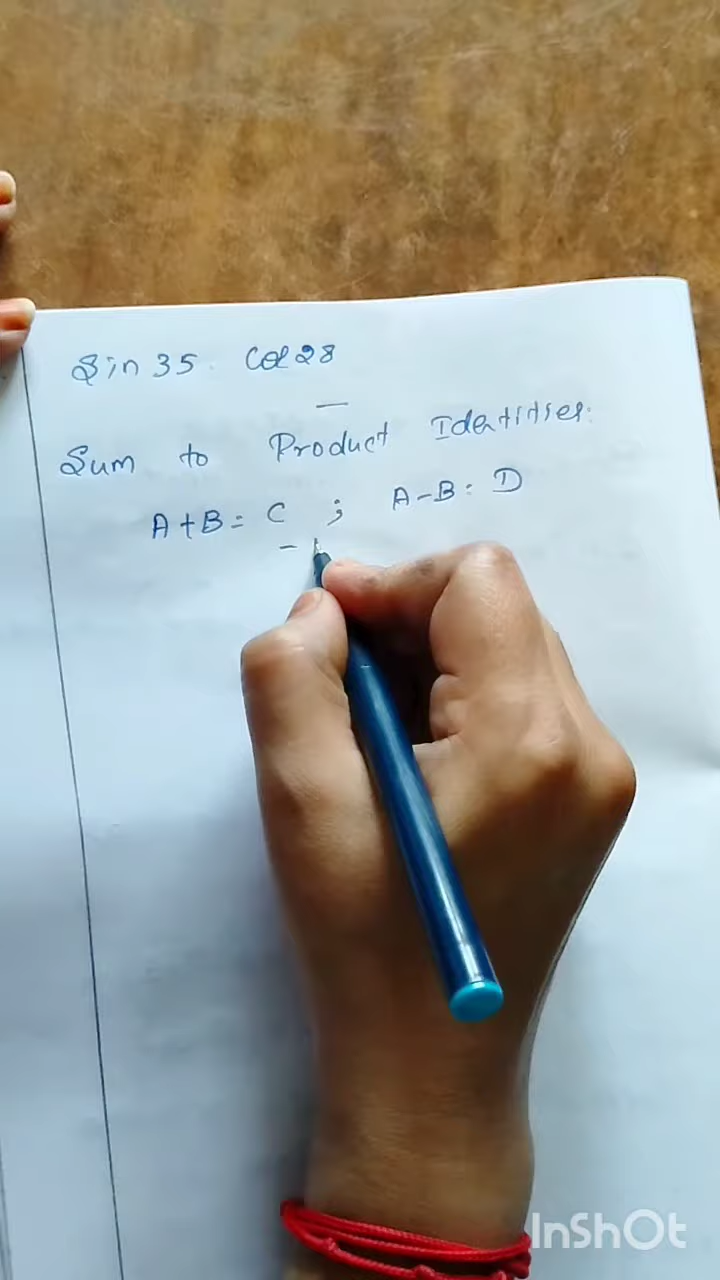 Sin 35. Cos 28
Sum to Product Identities:
A+B= C ; A-B: D
InShOt